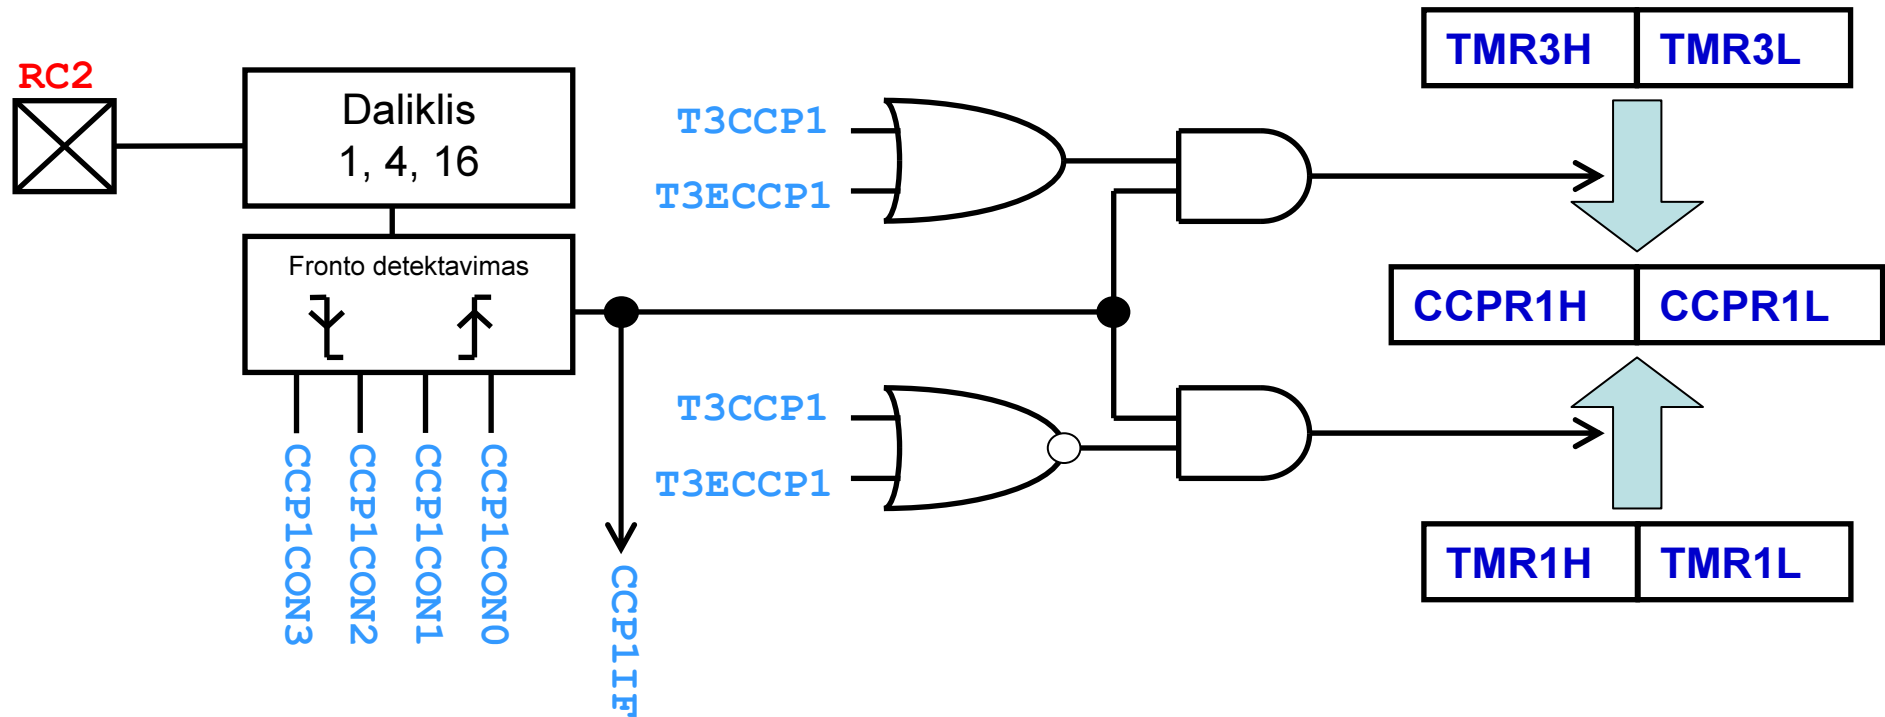 RC2
Daliklis
1, 4, 16
Fronto detektavimas
CCP1CON3
CCP1CON2
CCP1CON1
CCP1CON0
CCP1IF
T3CCP1
T3ECCP1
T3CCP1
T3ECCP1
TMR3H TMR3L
CCPR1H CCPR1L
TMR1H TMR1L